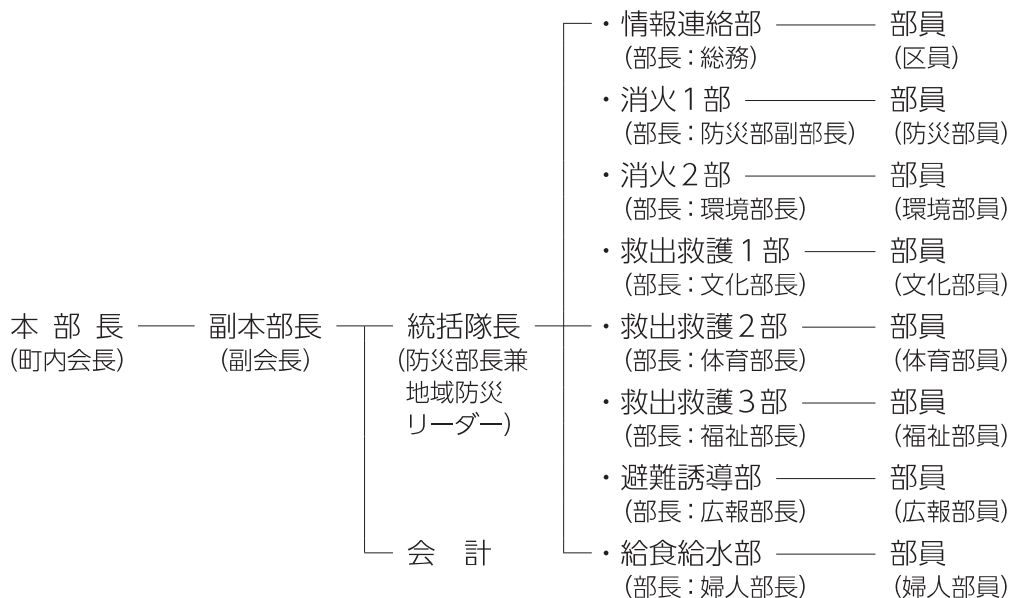 本部長
(町内会長)
副本部長
(副会長)
統括隊長
(防災部長兼
地域防災
リーダー)
会計
・情報連絡部 部員
(部長：総務) (区員)
・消火１部 部員
(部長：防災部副部長) (防災部員)
・消火２部 部員
(部長：環境部長) (環境部員)
・救出救護１部 部員
(部長：文化部長) (文化部員)
・救出救護２部 部員
(部長：体育部長) (体育部員)
・救出救護３部 部員
(部長：福祉部長) (福祉部員)
・避難誘導部 部員
(部長：広報部長) (広報部員)
・給食給水部 部員
(部長：婦人部長) (婦人部員)